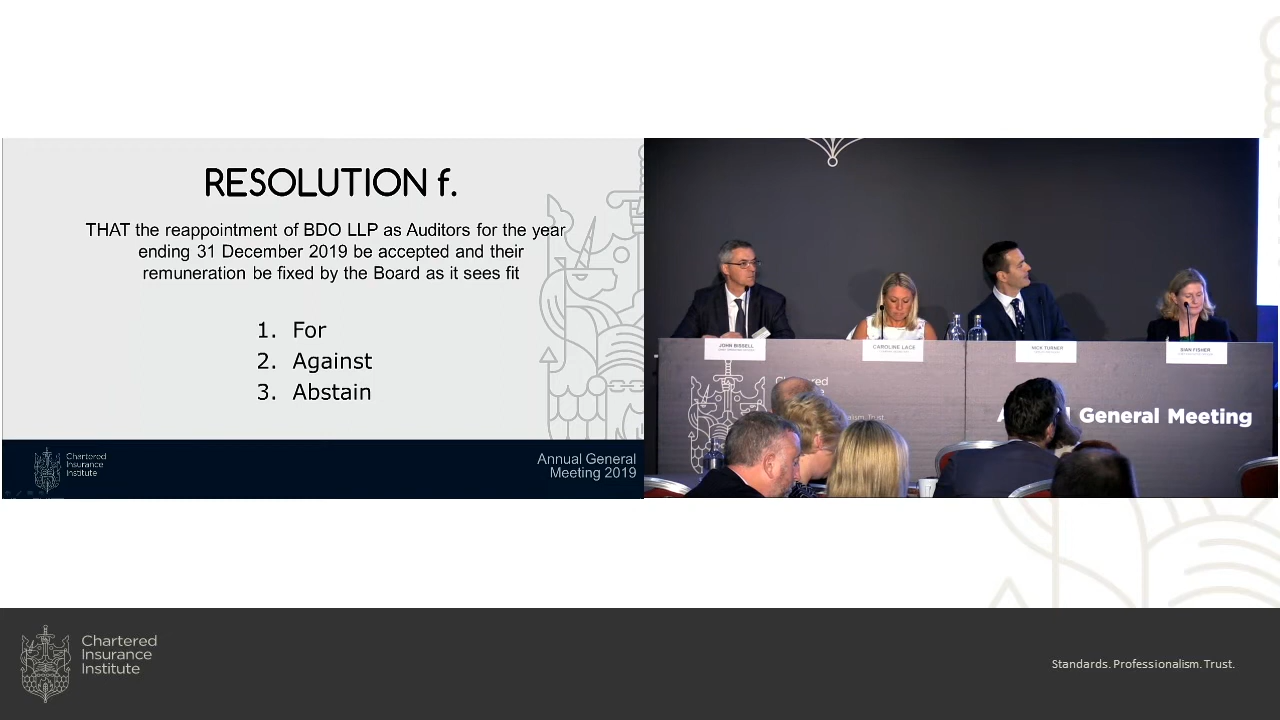 RESOLUTION f.
THAT the reappointment of BDO LLP as Auditors for the year
ending 31 December 2019 be accepted and their
remuneration be fixed by the Board as it sees fit
1. For
2. Against
3. Abstain
Chartered
Insurance
Institute
Annual General
Meeting 2019
JOHN BISSELL
CAROLINE LACE
NICK TURNER
SIAN FISHER
General Meeting
Chartered
Insurance
Institute
Standards. Professionalism. Trust.